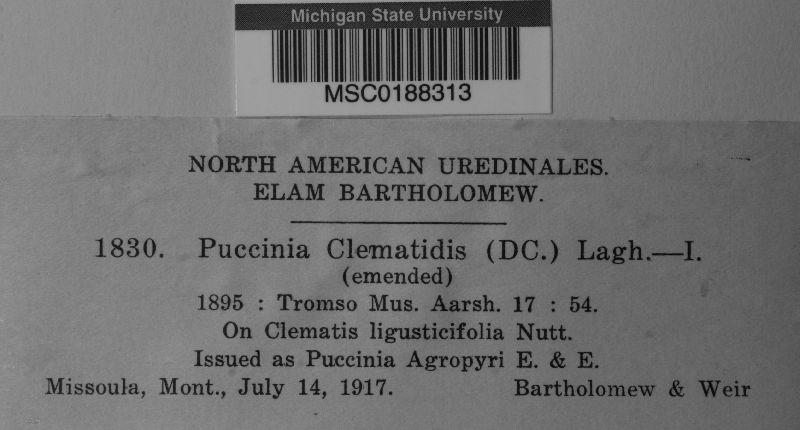 Michigan State University
MSC0188313
NORTH AMERICAN UREDINALES.
ELAM BARTHOLOMEW.
1830. Puccinia Clematidis (DC.) Lagh.—I.
(emended)
1895 : Tromso Mus. Aarsh. 17 : 54.
On Clematis ligusticifolia Nutt.
Issued as Puccinia Agropyri E. & E.
Missoula, Mont., July 14, 1917. Bartholomew & Weir